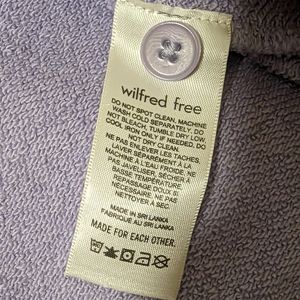 wilfred free
DO NOT SPOT CLEAN. MACHINE
WASH COLD SEPARATELY. DO
NOT BLEACH. TUMBLE DRY LOW.
COOL IRON ONLY IF NEEDED. DO
NOT DRY CLEAN.
NE PAS ENLEVER LES TACHES.
LAVER SÉPARÉMENT À LA
MACHINE À L'EAU FROIDE. NE
PAS JAVELLISER. SÉCHER À
BASSE TEMPÉRATURE.
REPASSAGE DOUX SI
NÉCESSAIRE. NE PAS
NETTOYER À SEC
MADE IN SRI LANKA
FABRIQUÉ AU SRI LANKA
MADE FOR EACH OTHER.